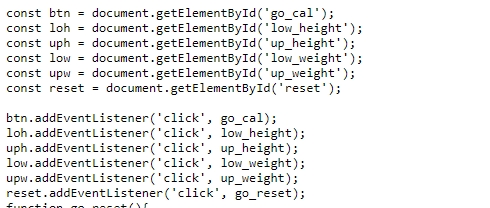 const btn = document.getElementById('go_cal');
const loh = document.getElementById('low_height');
const uph = document.getElementById('up_height');
const low = document.getElementById('low_weight');
const upw = document.getElementById('up_weight');
const reset = document.getElementById('reset');
btn.addEventListener('click', go_cal);
loh.addEventListener('click', low_height);
uph.addEventListener('click', up_height);
low.addEventListener('click', low_weight);
upw.addEventListener('click', up_weight);
reset.addEventListener('click', go_reset);
function go_reset(){